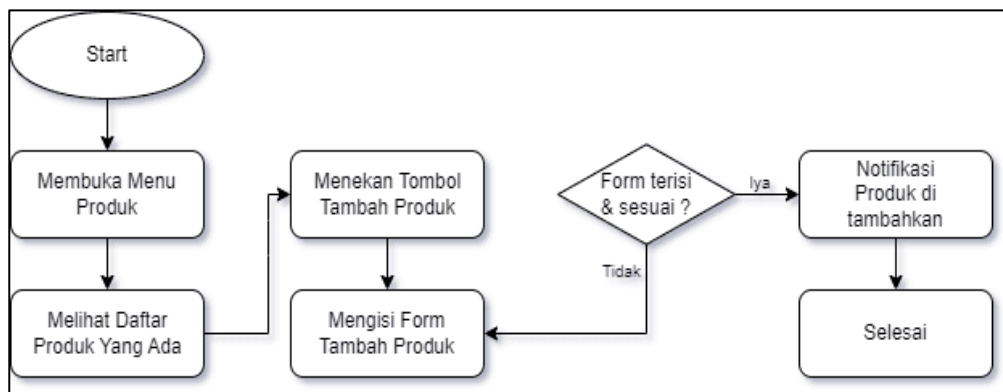 Start
Membuka Menu
Produk
Melihat Daftar
Produk Yang Ada
Menekan Tombol
Tambah Produk
Mengisi Form
Tambah Produk
Form terisi
& sesuai ?
Iya
Tidak
Notifikasi
Produk di
tambahkan
Selesai